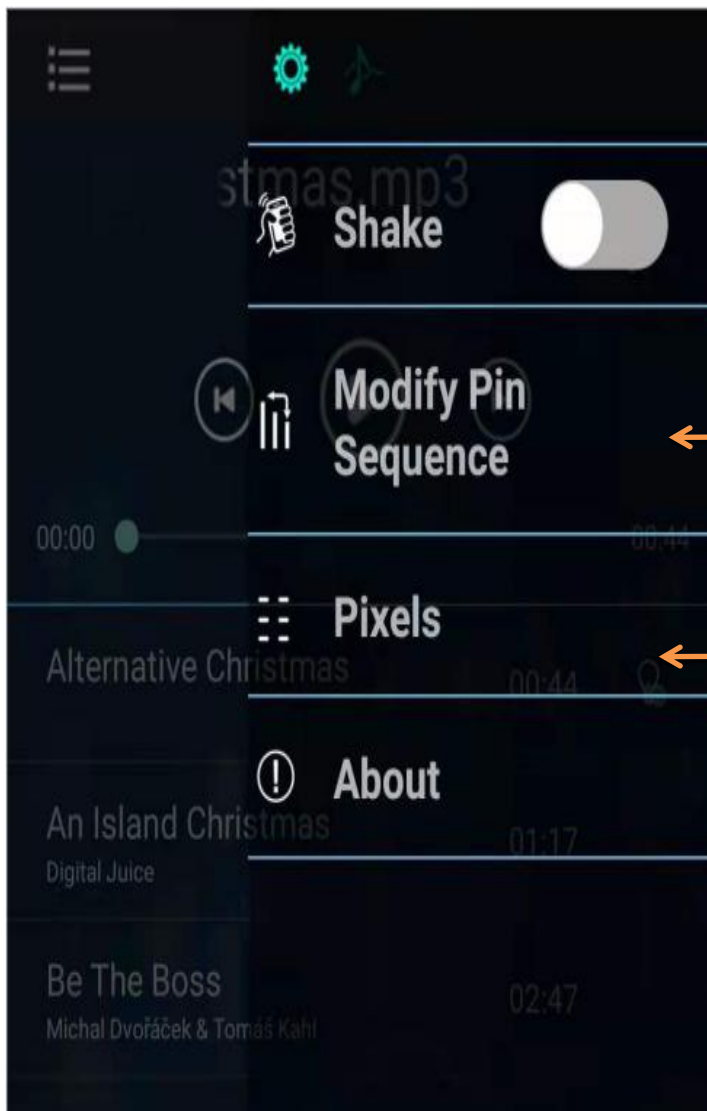 stmas.mp3
Shake
Modify Pin
Sequence
00:00
00:44
Pixels
Alternative Christmas
00:44
About
An Island Christmas
01:17
Digital Juice
Be The Boss
02:47
Michal Dvořáček & Tomáš Kahl